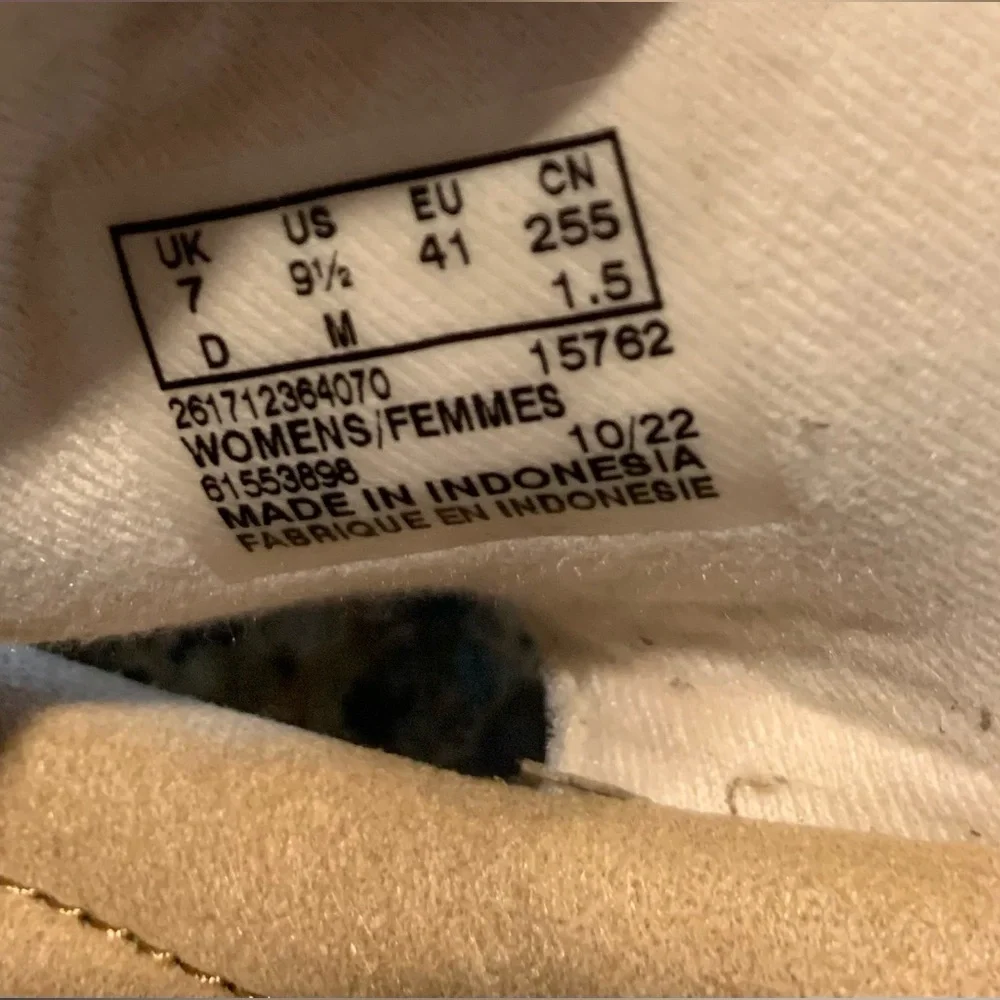 UK US EU CN
7 9½ 41 255
D M 1.5
261712364070 15762
WOMENS/FEMMES
61553898 10/22
MADE IN INDONESIA
FABRIQUE EN INDONESIE